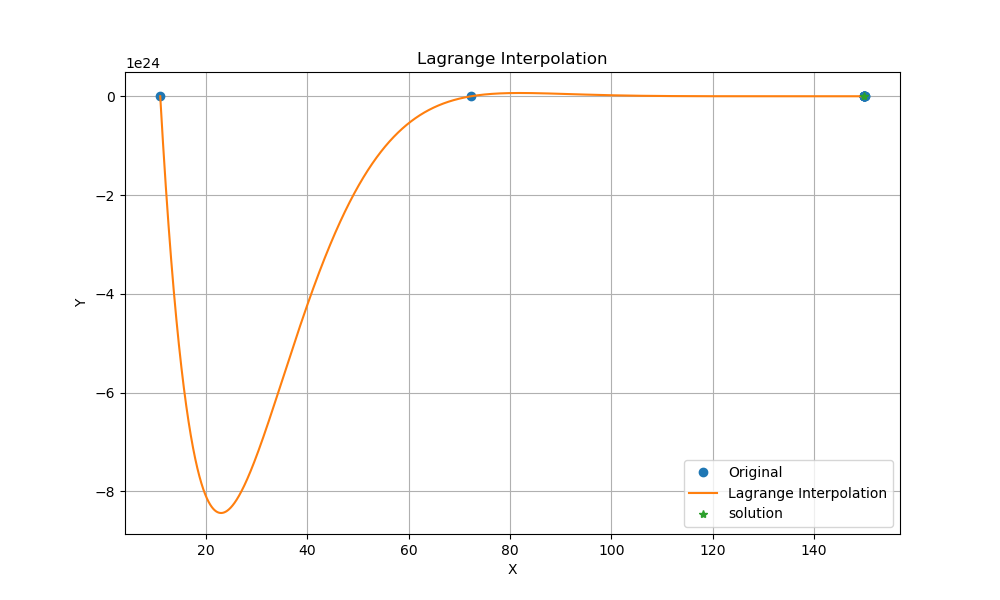 Lagrange Interpolation
1e24
0
−2
−4
−6
−8
Y
20 40 60 80 100 120 140
X
Original
Lagrange Interpolation
solution